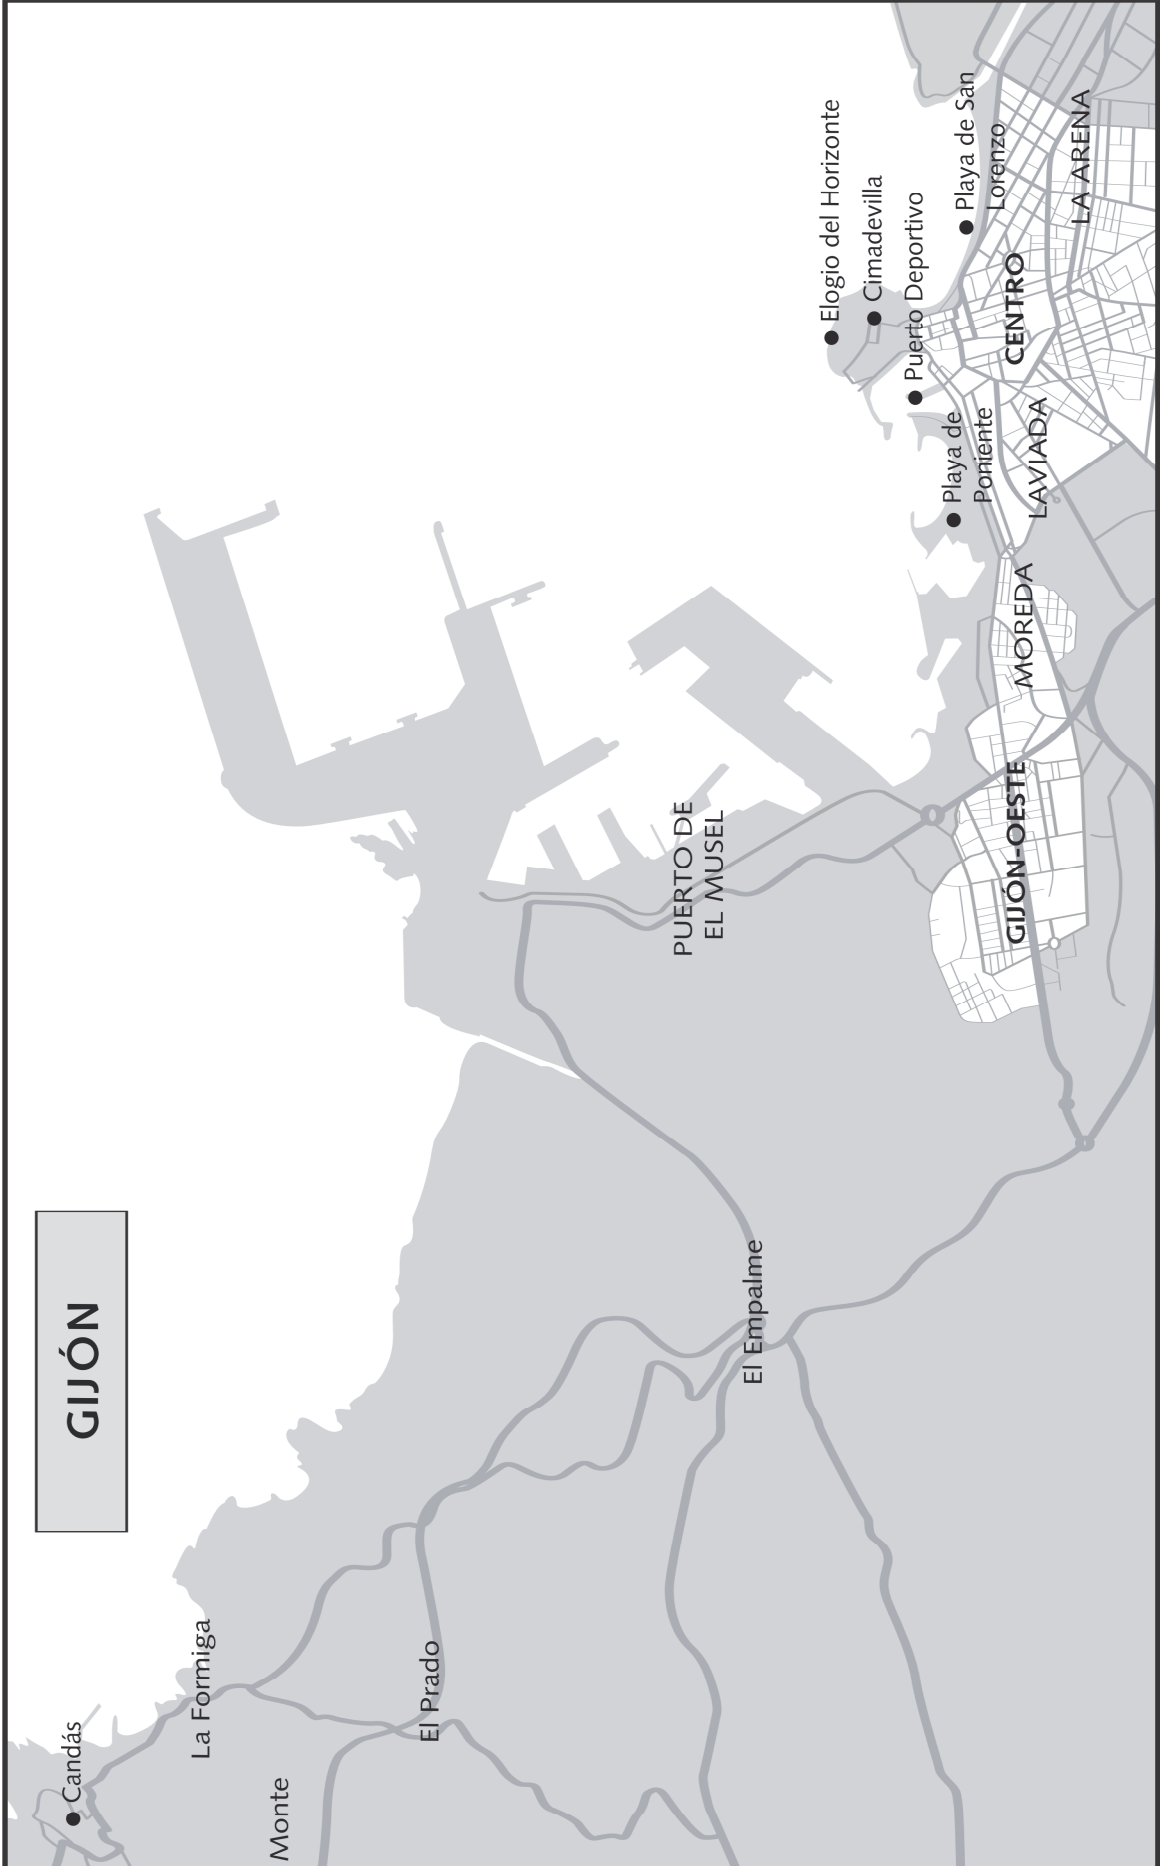 GIJÓN
Candás
La Formiga
Monte
El Prado
El Empalme
PUERTO DE
EL MUSEL
GIJÓN-OESTE
MOREDA
LAVIADA
Playa de
Poniente
Puerto Deportivo
Cimadevilla
Elogio del Horizonte
CENTRO
Playa de San
Lorenzo
LA ARENA